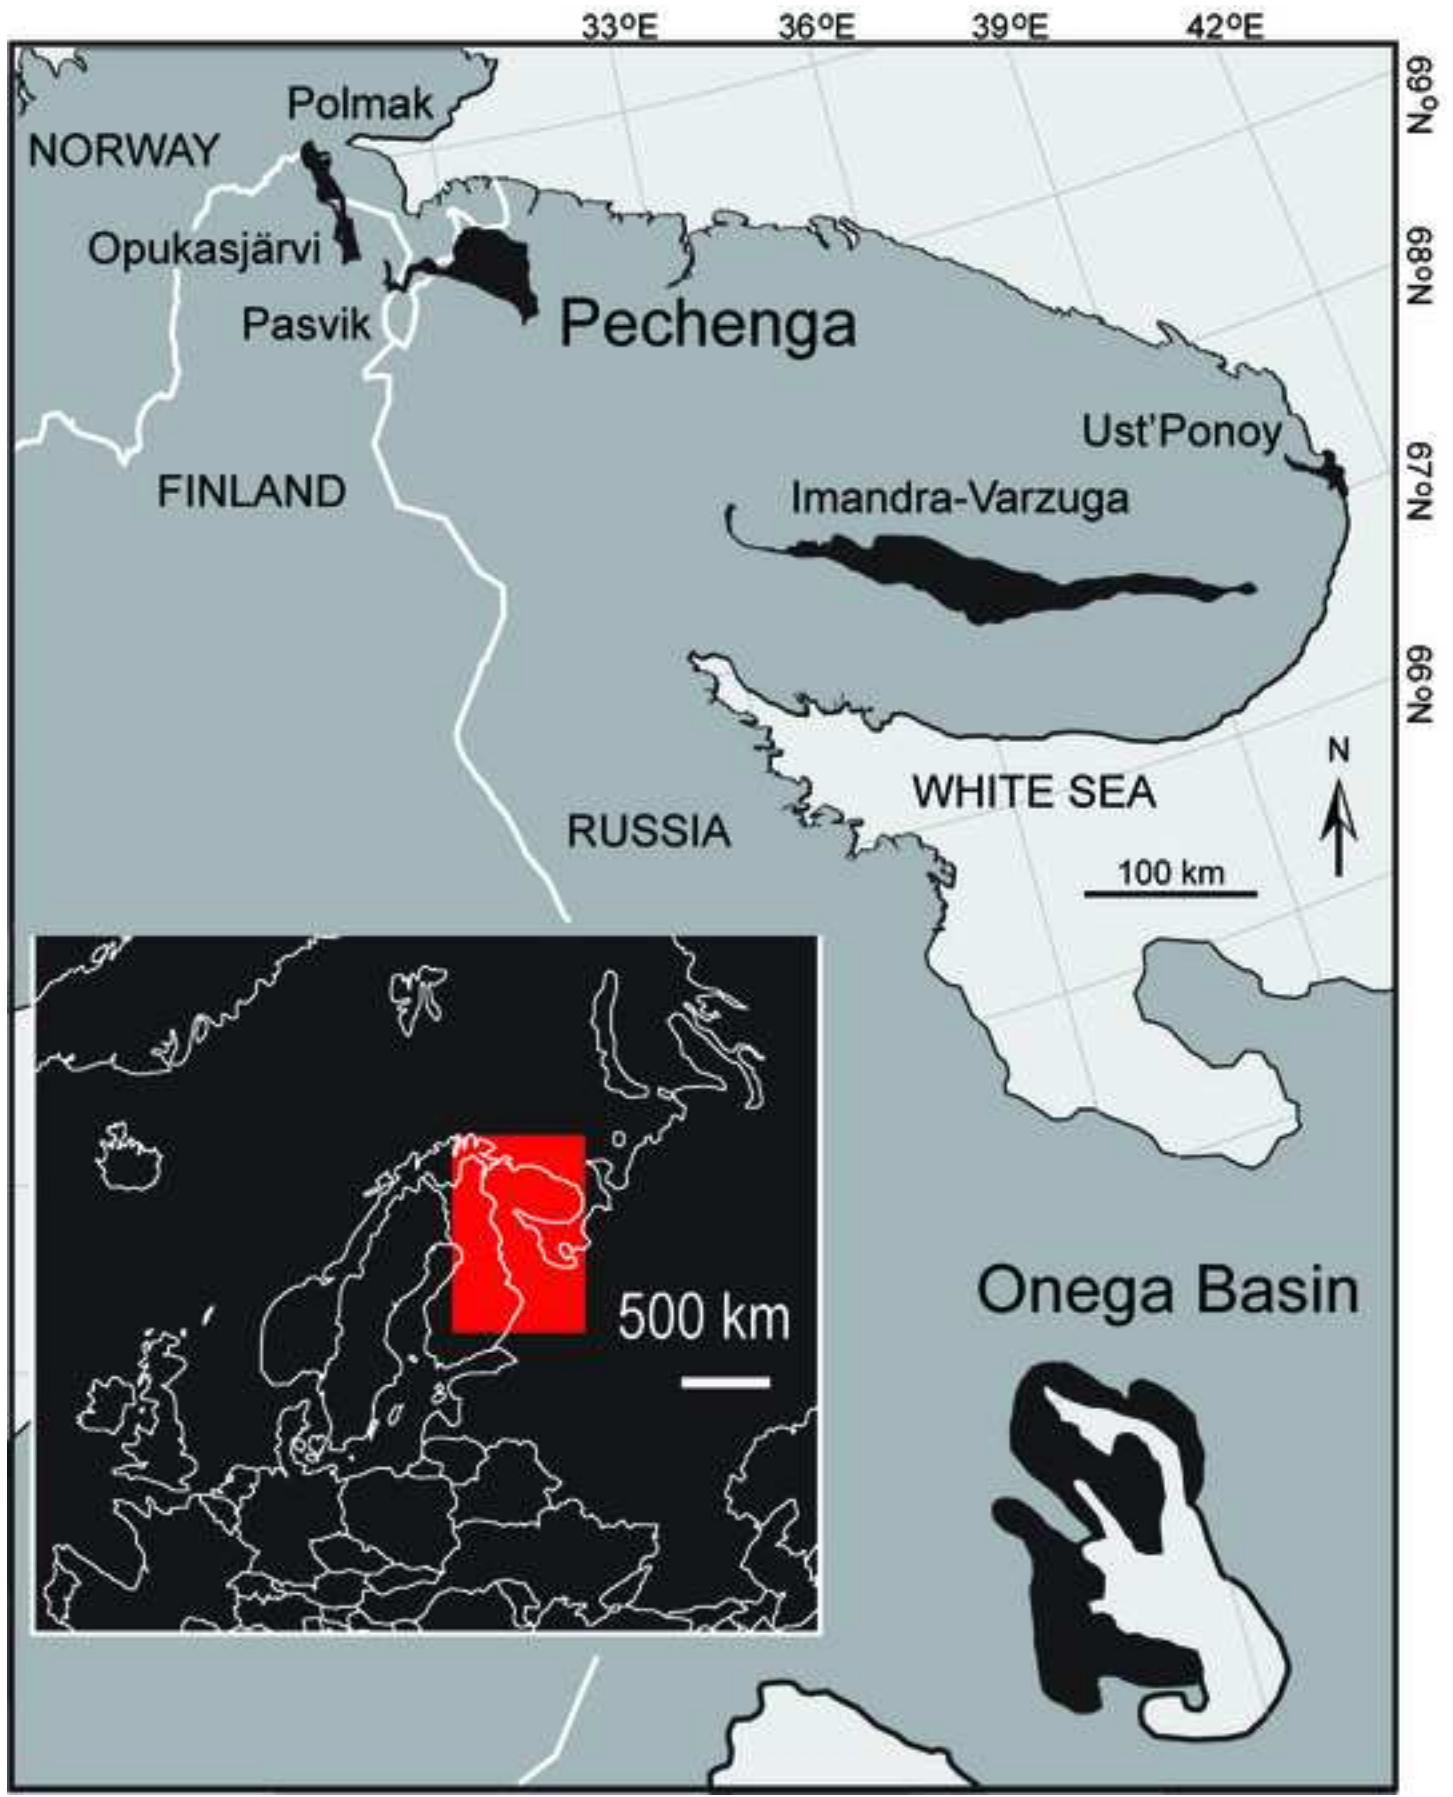 33ºE 36ºE 39ºE 42ºE
69ºN
Polmak
NORWAY
Opukasjärvi
68ºN
Pasvik
Pechenga
Ust'Ponoy
67ºN
FINLAND
Imandra-Varzuga
66ºN
N
WHITE SEA
RUSSIA
100 km
Onega Basin
500 km